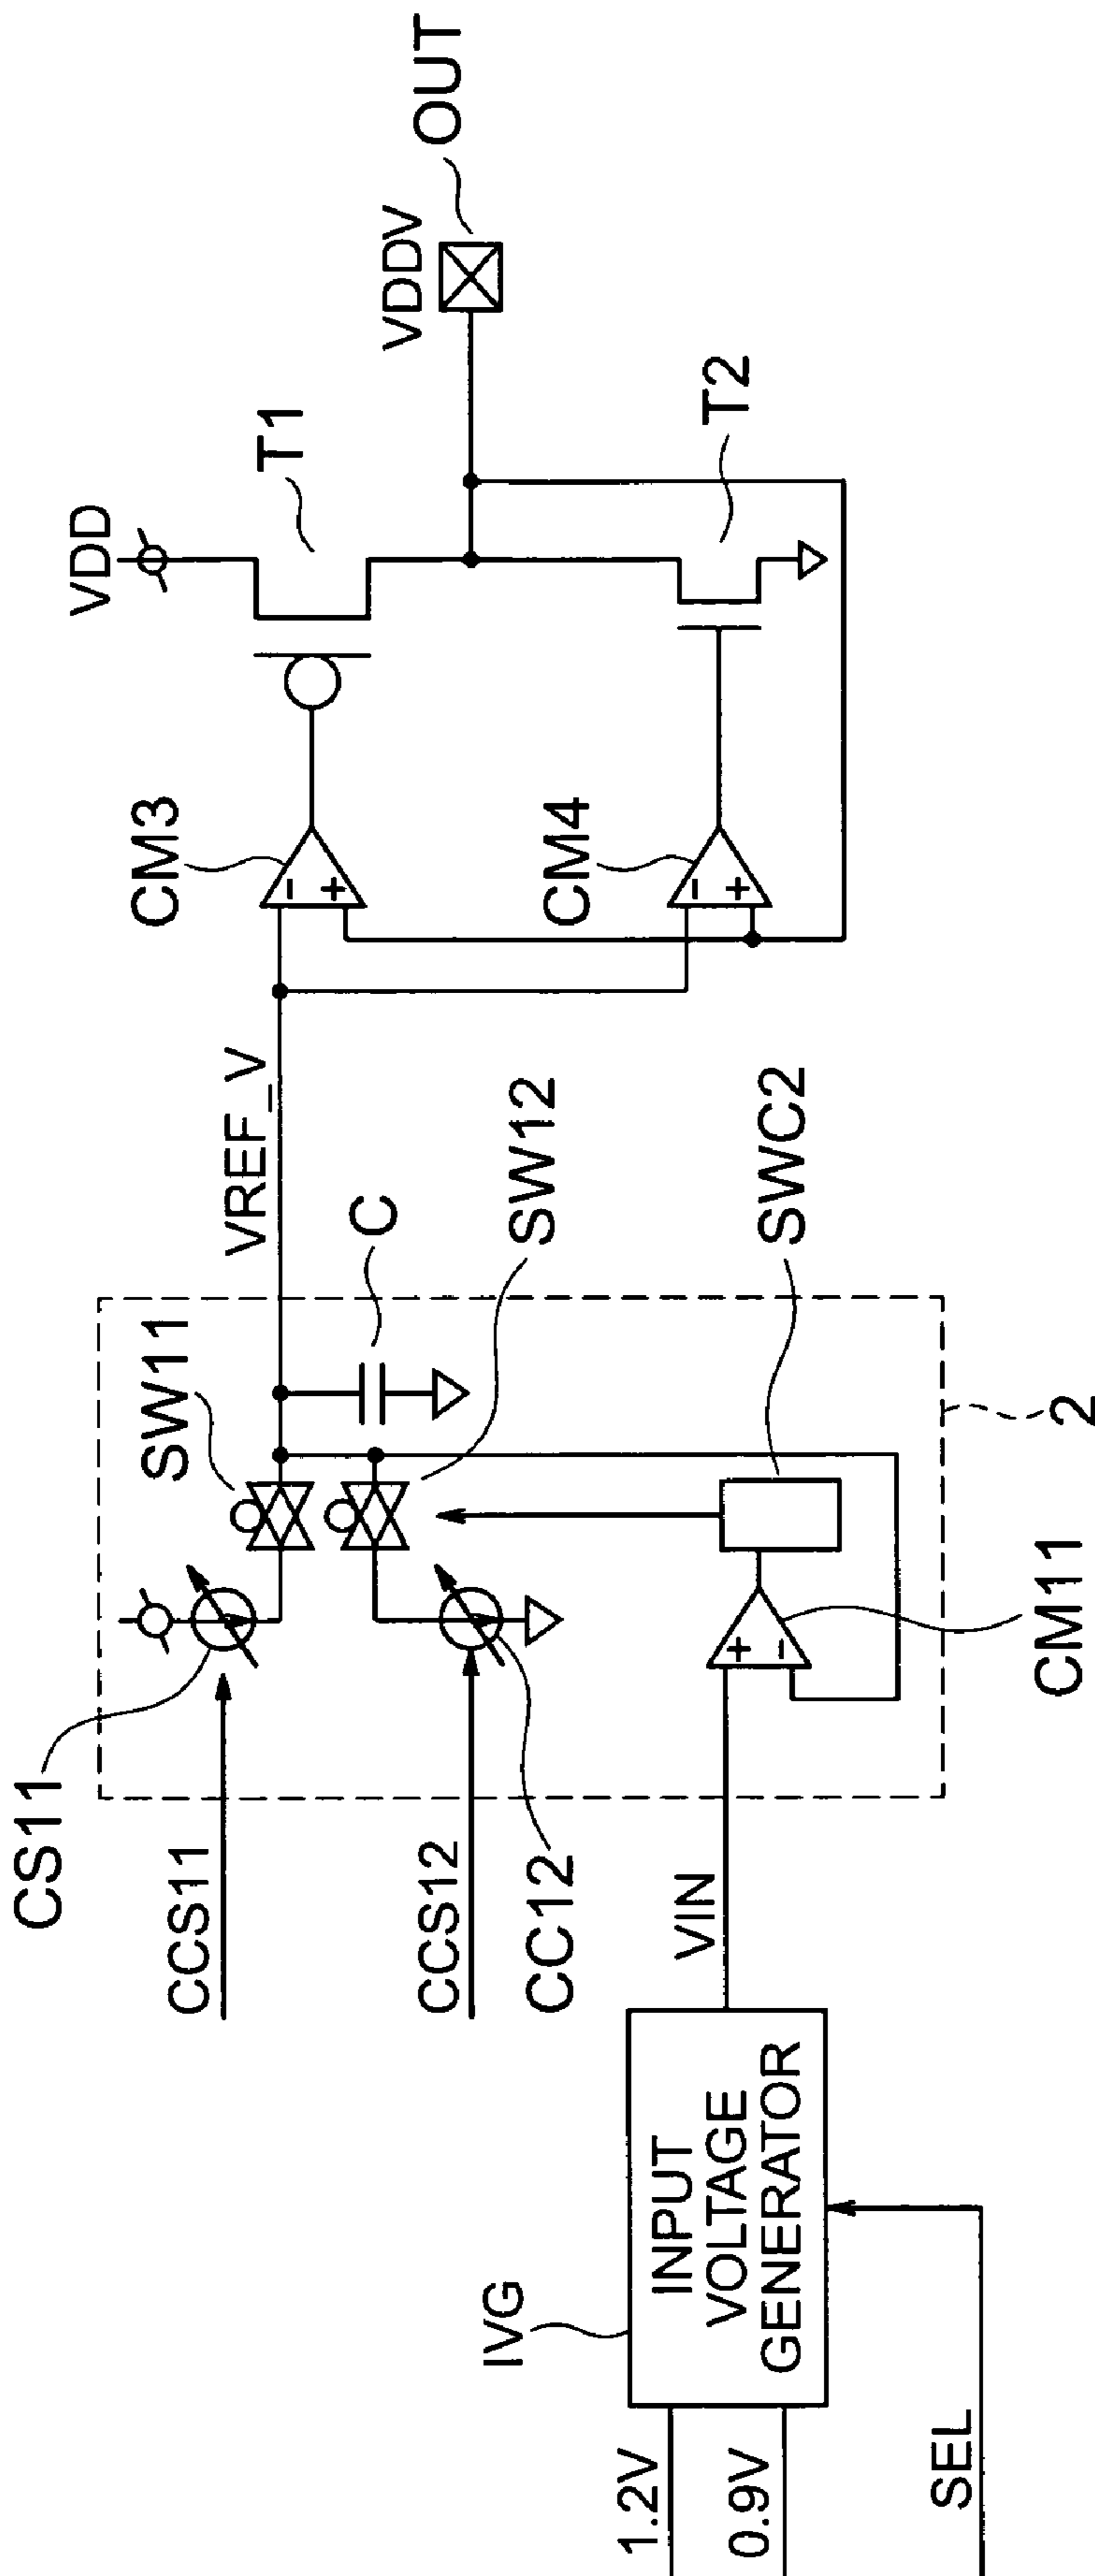 1.2V
0.9V
SEL
IVG
INPUT
VOLTAGE
GENERATOR
VIN
CS11
CCS11
CCS12
CC12
SW11
C
SW12
SWC2
CM11
2
VREF_V
CM3
-
+
CM4
-
+
+
-
VDD
T1
T2
VDDV
OUT